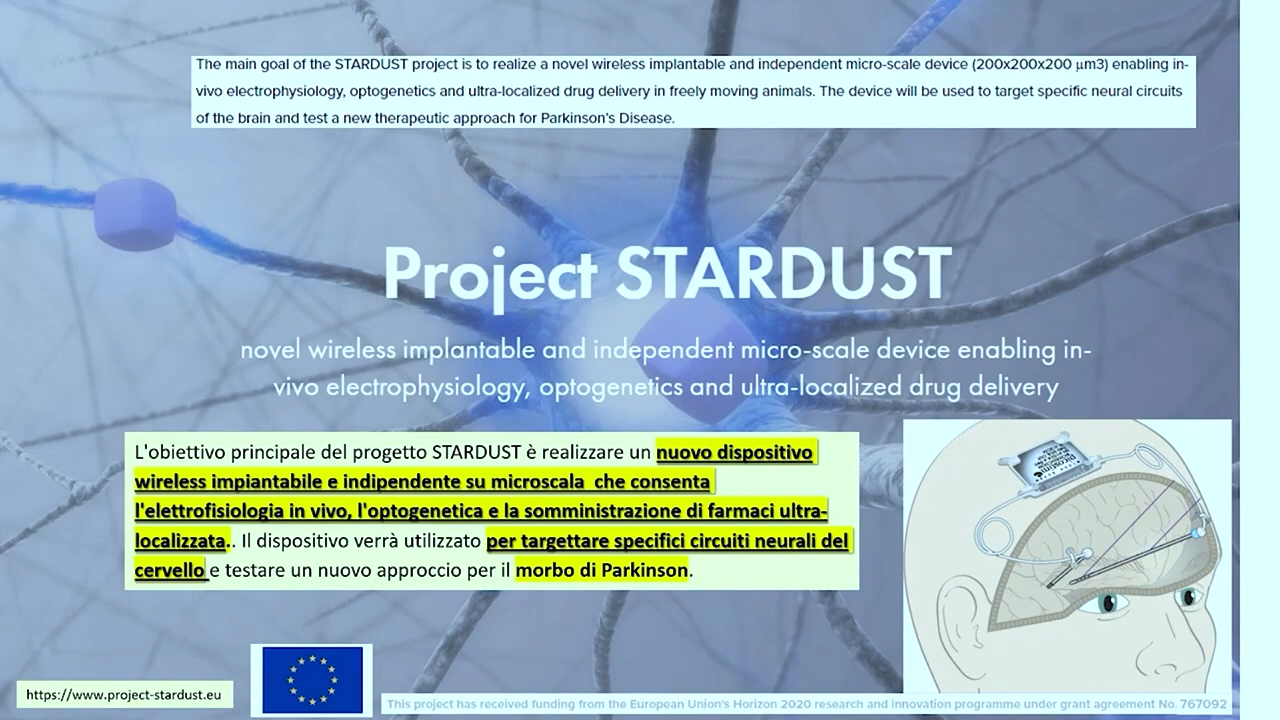 The main goal of the STARDUST project is to realize a novel wireless implantable and independent micro-scale device (200x200x200 µm3) enabling in-
vivo electrophysiology, optogenetics and ultra-localized drug delivery in freely moving animals. The device will be used to target specific neural circuits
of the brain and test a new therapeutic approach for Parkinson's Disease.
Project STARDUST
novel wireless implantable and independent micro-scale device enabling in-
vivo electrophysiology, optogenetics and ultra-localized drug delivery
L'obiettivo principale del progetto STARDUST è realizzare un nuovo dispositivo
wireless impiantabile e indipendente su microscala che consenta
l'elettrofisiologia in vivo, l'optogenetica e la somministrazione di farmaci ultra-
localizzata.. Il dispositivo verrà utilizzato per targettare specifici circuiti neurali del
cervello e testare un nuovo approccio per il morbo di Parkinson.
https://www.project-stardust.eu
This project has received funding from the European Union's Horizon 2020 research and innovation programme under grant agreement No. 767092